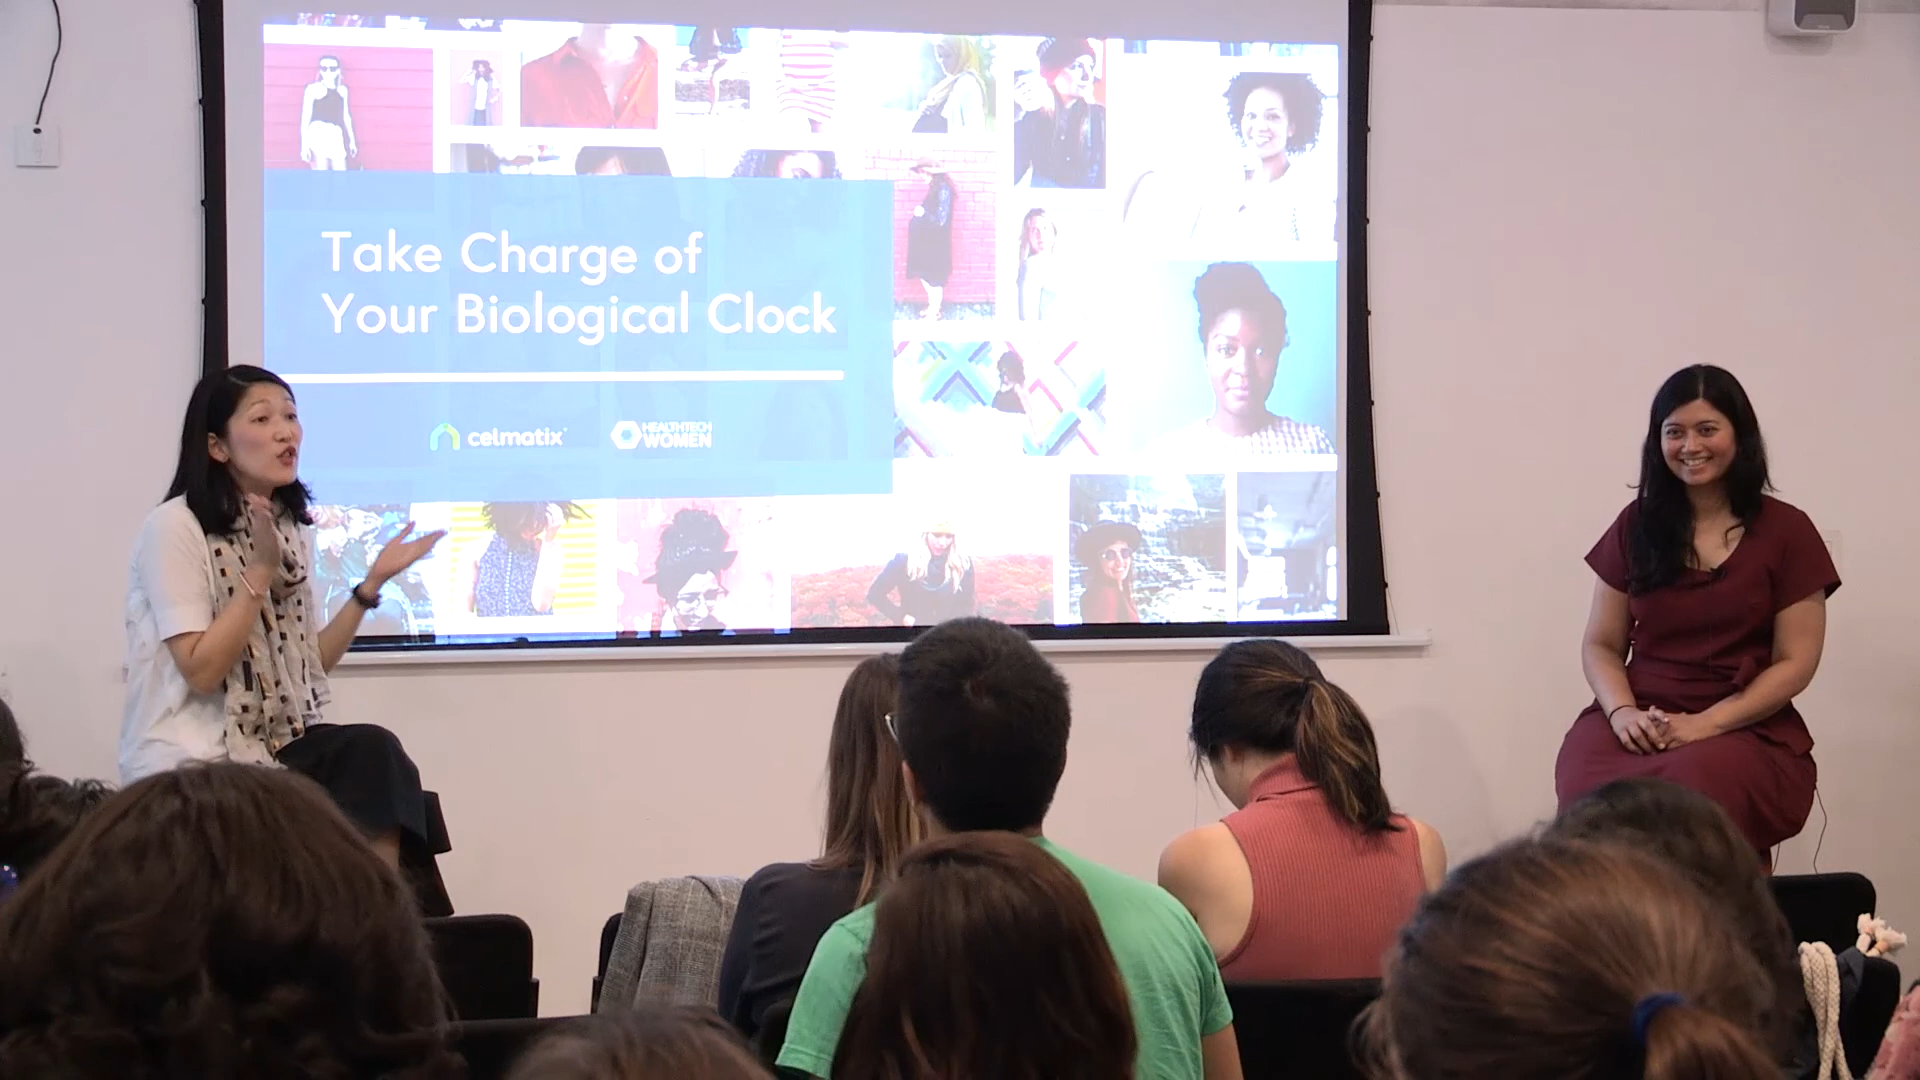 Take Charge of
Your Biological Clock
celmatix
HEALTHTECH
WOMEN